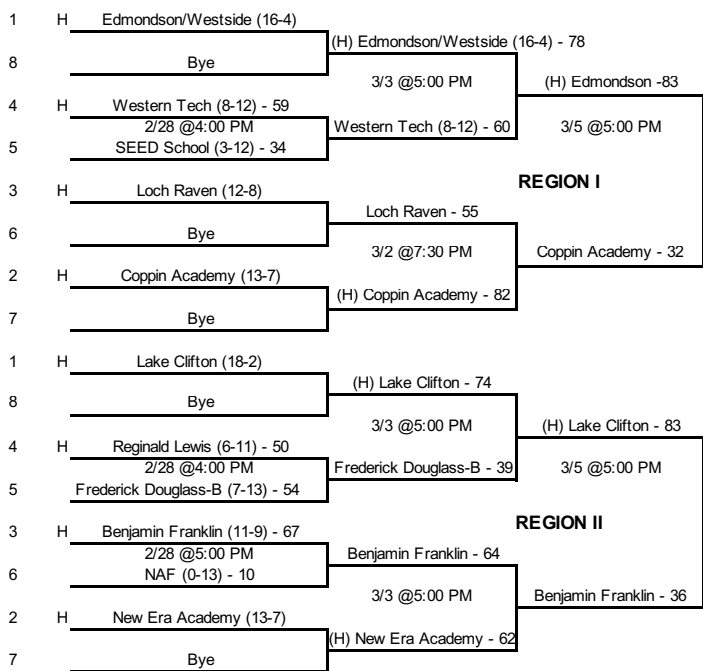 1 H Edmondson/Westside (16-4)
(H) Edmondson/Westside (16-4) - 78
8 Bye
3/3 @5:00 PM (H) Edmondson -83
4 H Western Tech (8-12) - 59
2/28 @4:00 PM Western Tech (8-12) - 60 3/5 @5:00 PM
5 SEED School (3-12) - 34
REGION I
3 H Loch Raven (12-8)
Loch Raven - 55
6 Bye
3/2 @7:30 PM Coppin Academy - 32
2 H Coppin Academy (13-7)
(H) Coppin Academy - 82
7 Bye
1 H Lake Clifton (18-2)
(H) Lake Clifton - 74
8 Bye
3/3 @5:00 PM (H) Lake Clifton - 83
4 H Reginald Lewis (6-11) - 50
2/28 @4:00 PM Frederick Douglass-B - 39 3/5 @5:00 PM
5 Frederick Douglass-B (7-13) - 54
REGION II
3 H Benjamin Franklin (11-9) - 67
2/28 @5:00 PM Benjamin Franklin - 64
6 NAF (0-13) - 10
3/3 @5:00 PM Benjamin Franklin - 36
2 H New Era Academy (13-7)
(H) New Era Academy - 62
7 Bye